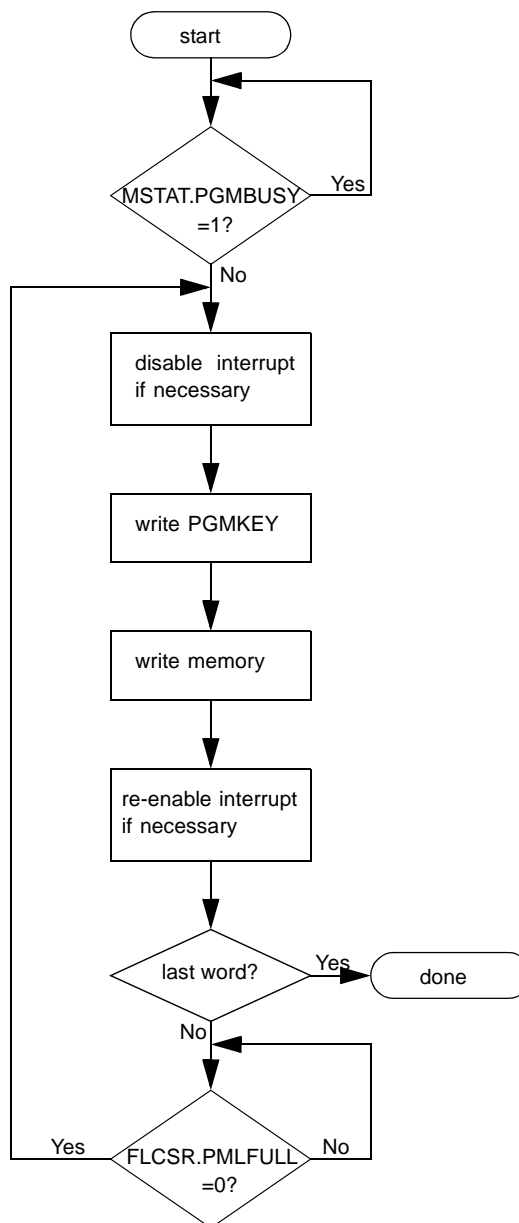 start
MSTAT.PGMBUSY
=1?
Yes
No
disable interrupt
if necessary
write PGMKEY
write memory
re-enable interrupt
if necessary
last word?
Yes
done
No
Yes
FLCSR.PMLFULL
=0?
No